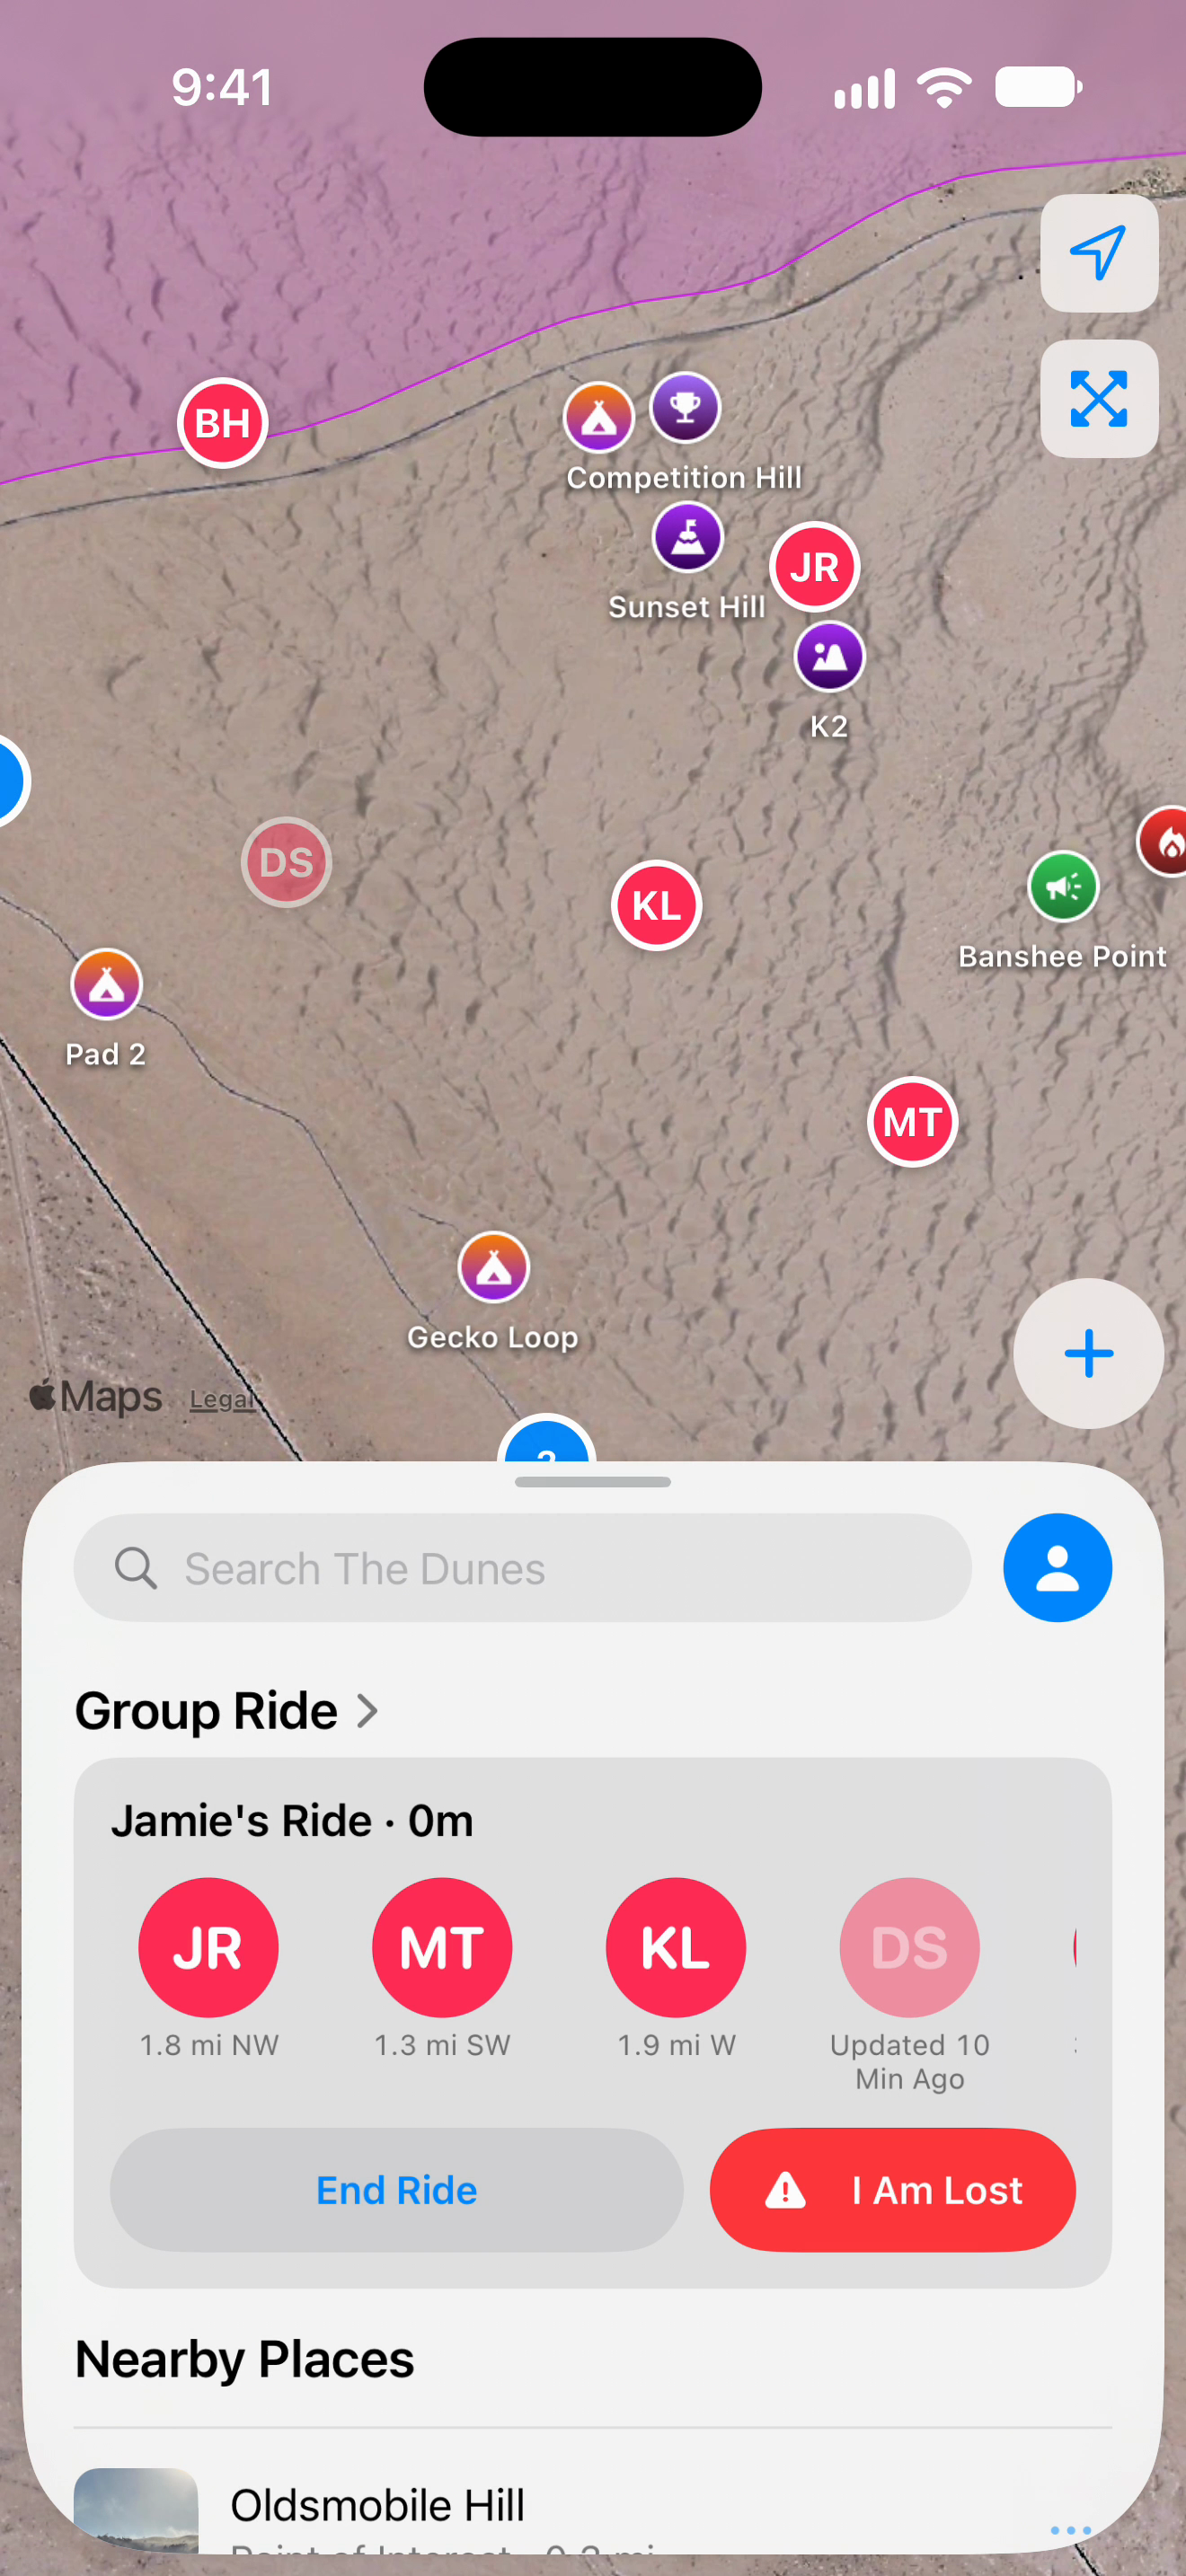 9:41
BH
Competition Hill
JR
Sunset Hill
K2
DS
KL
Banshee Point
Pad 2
MT
Gecko Loop
Maps Legal
Search The Dunes
Group Ride
Jamie's Ride · 0m
JR MT KL DS
1.8 mi NW 1.3 mi SW 1.9 mi W Updated 10
Min Ago
End Ride I Am Lost
Nearby Places
Oldsmobile Hill